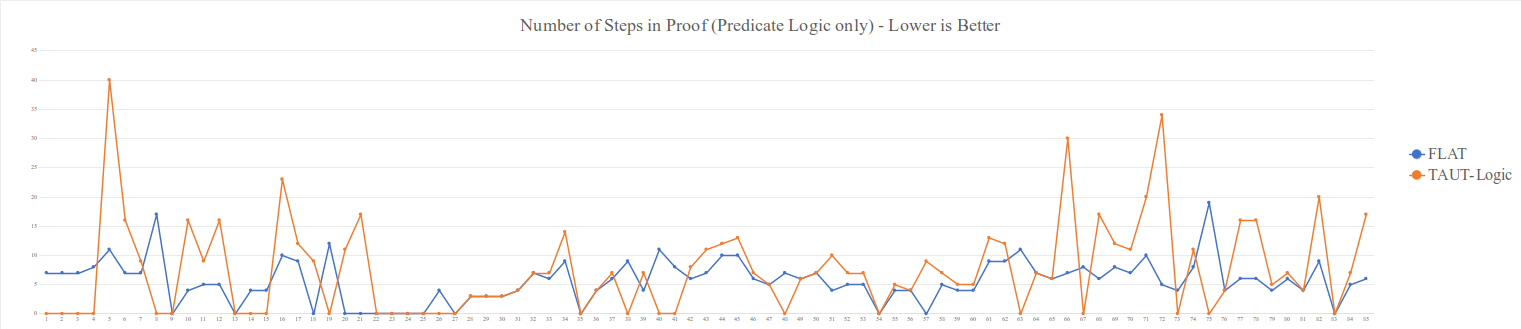 Number of Steps in Proof (Predicate Logic only) - Lower is Better
45
40
35
30
25
20
15
10
5
0
1 2 3 4 5 6 7 8 9 10 11 12 13 14 15 16 17 18 19 20 21 22 23 24 25 26 27 28 29 30 31 32 33 34 35 36 37 38 39 40 41 42 43 44 45 46 47 48 49 50 51 52 53 54 55 56 57 58 59 60 61 62 63 64 65 66 67 68 69 70 71 72 73 74 75 76 77 78 79 80 81 82 83 84 85
FLAT
TAUT-Logic